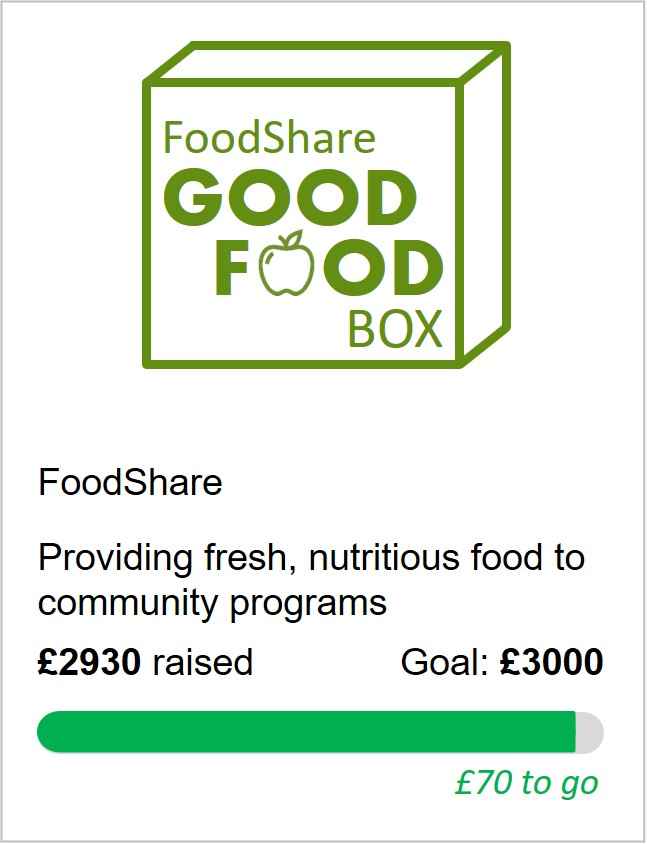 FoodShare
GOOD
FOOD
BOX
FoodShare
Providing fresh, nutritious food to
community programs
£2930 raised Goal: £3000
£70 to go